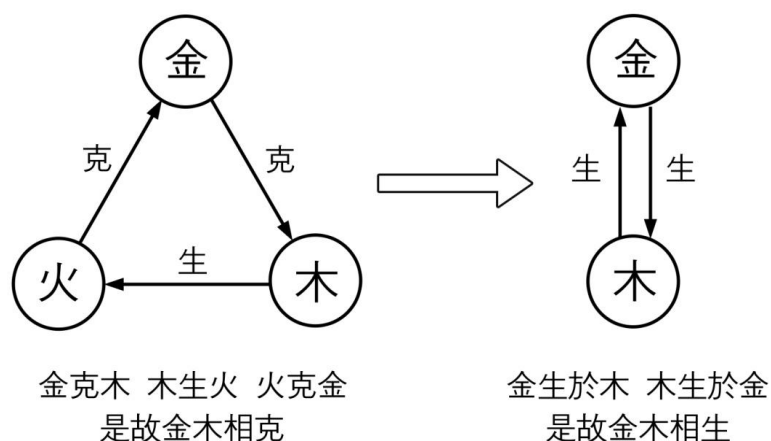 金
克
克
火
生
木
金克木 木生火 火克金
是故金木相克
金
生
生
木
金生於木 木生於金
是故金木相生